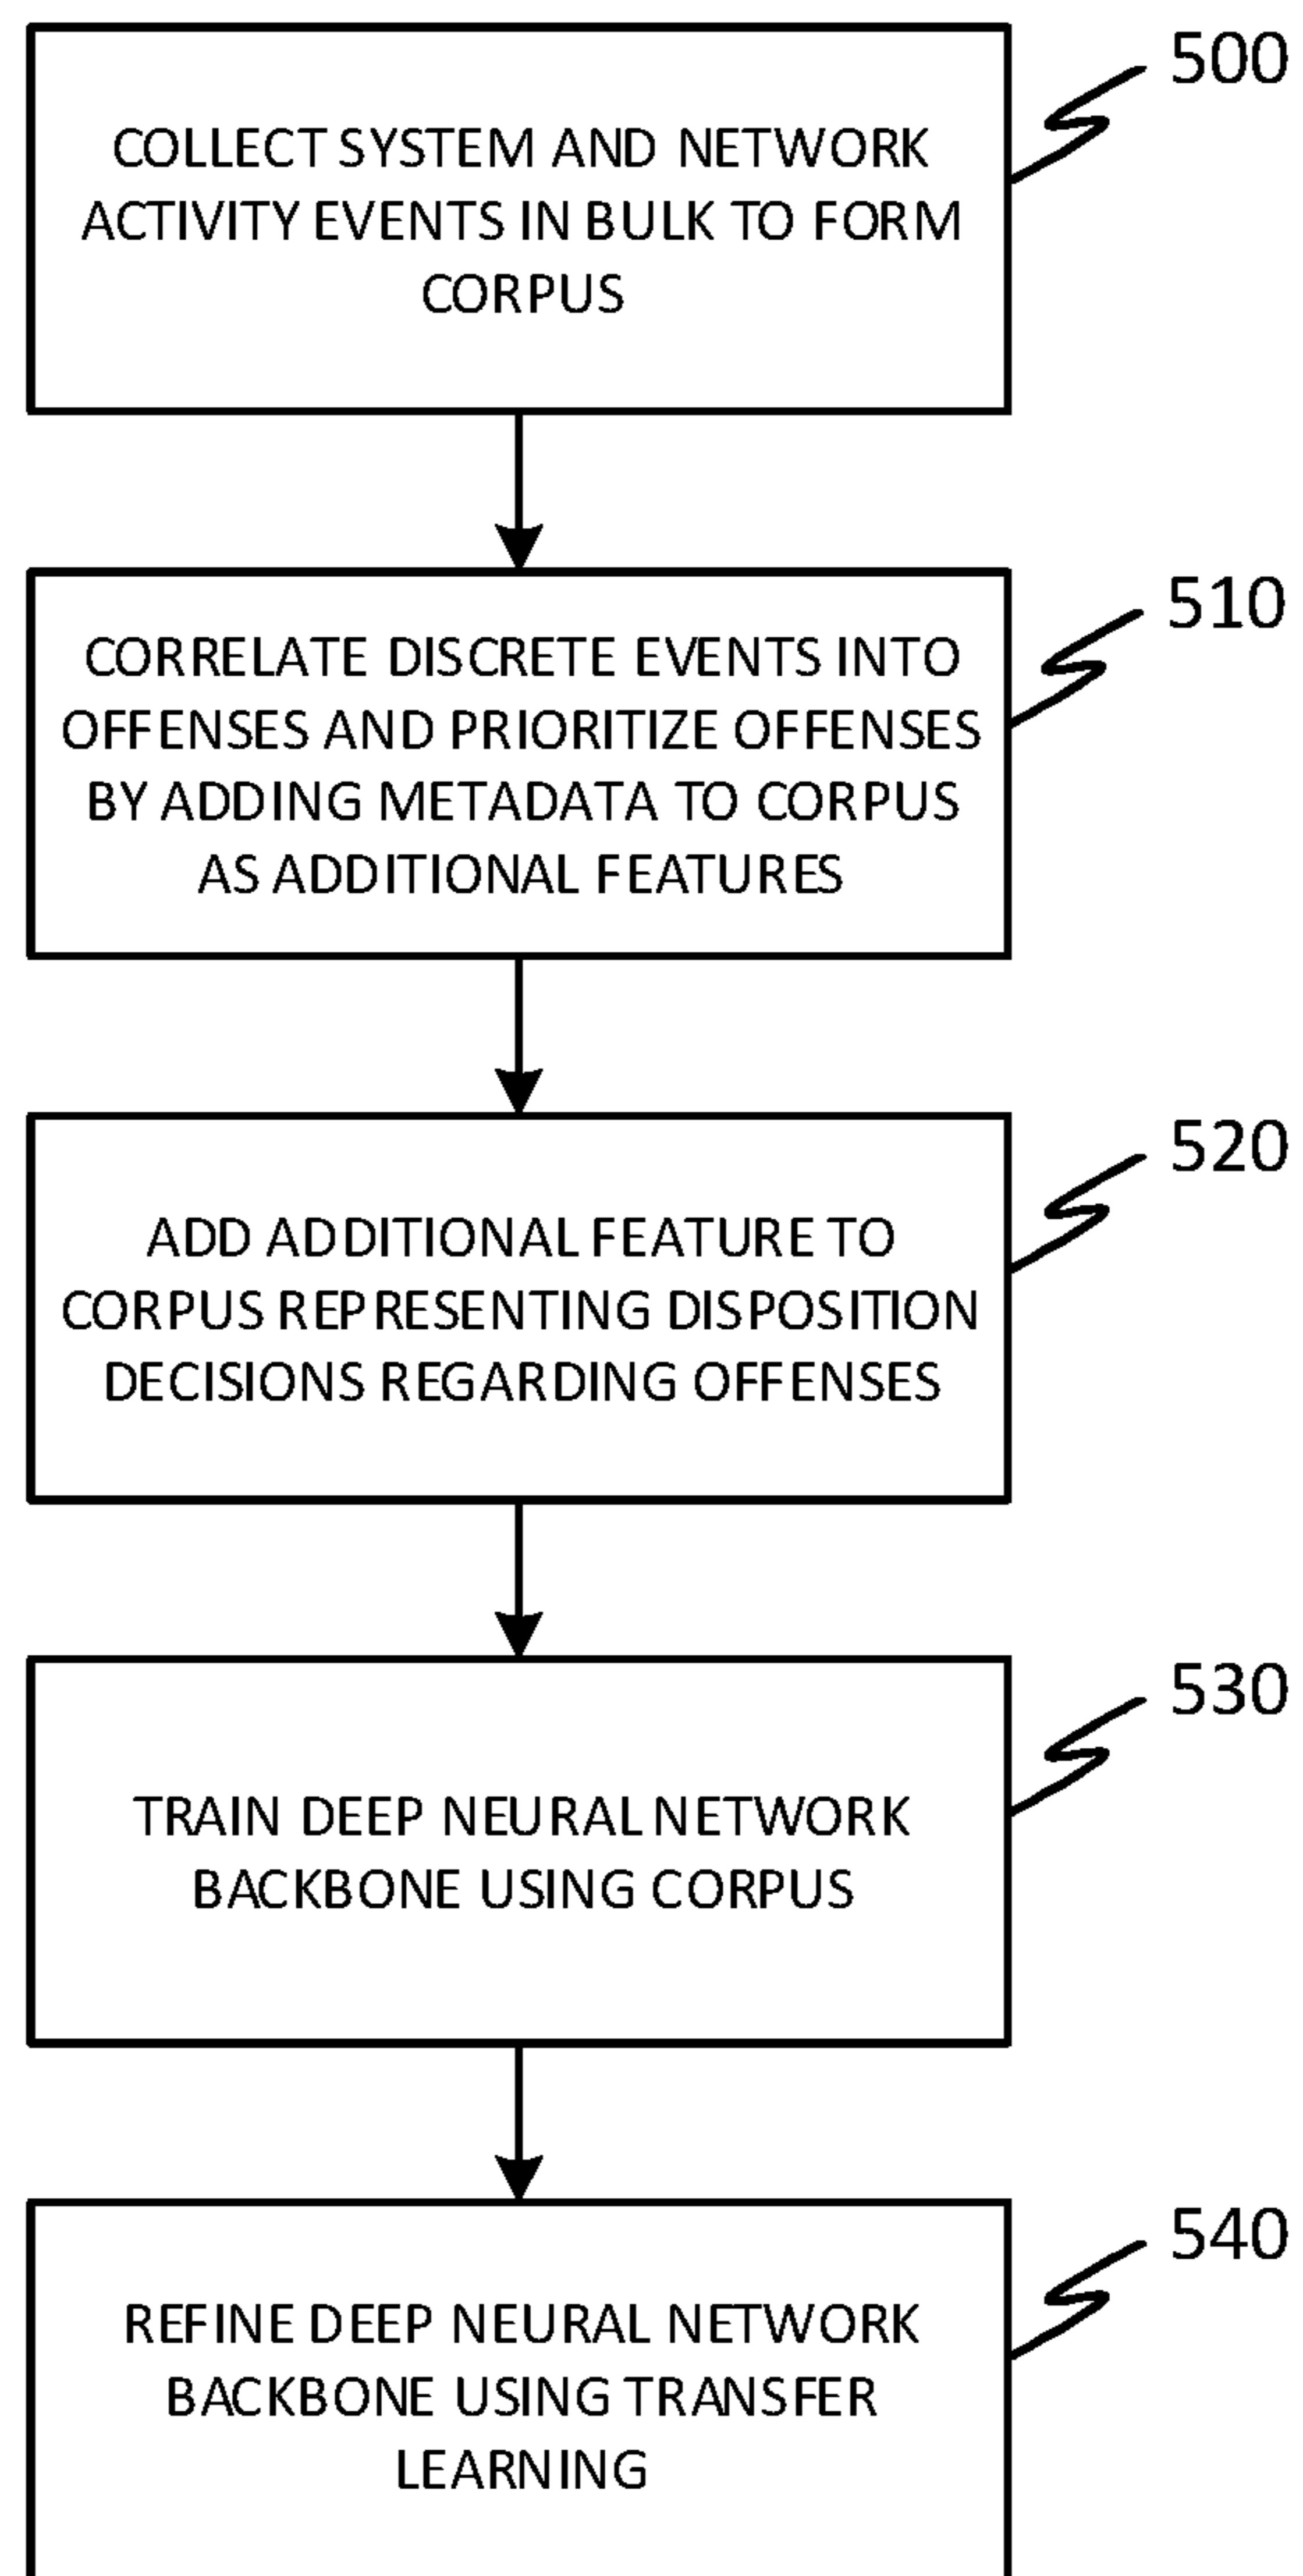 500
COLLECT SYSTEM AND NETWORK
ACTIVITY EVENTS IN BULK TO FORM
CORPUS
510
CORRELATE DISCRETE EVENTS INTO
OFFENSES AND PRIORITIZE OFFENSES
BY ADDING METADATA TO CORPUS
AS ADDITIONAL FEATURES
520
ADD ADDITIONAL FEATURE TO
CORPUS REPRESENTING DISPOSITION
DECISIONS REGARDING OFFENSES
530
TRAIN DEEP NEURAL NETWORK
BACKBONE USING CORPUS
540
REFINE DEEP NEURAL NETWORK
BACKBONE USING TRANSFER
LEARNING